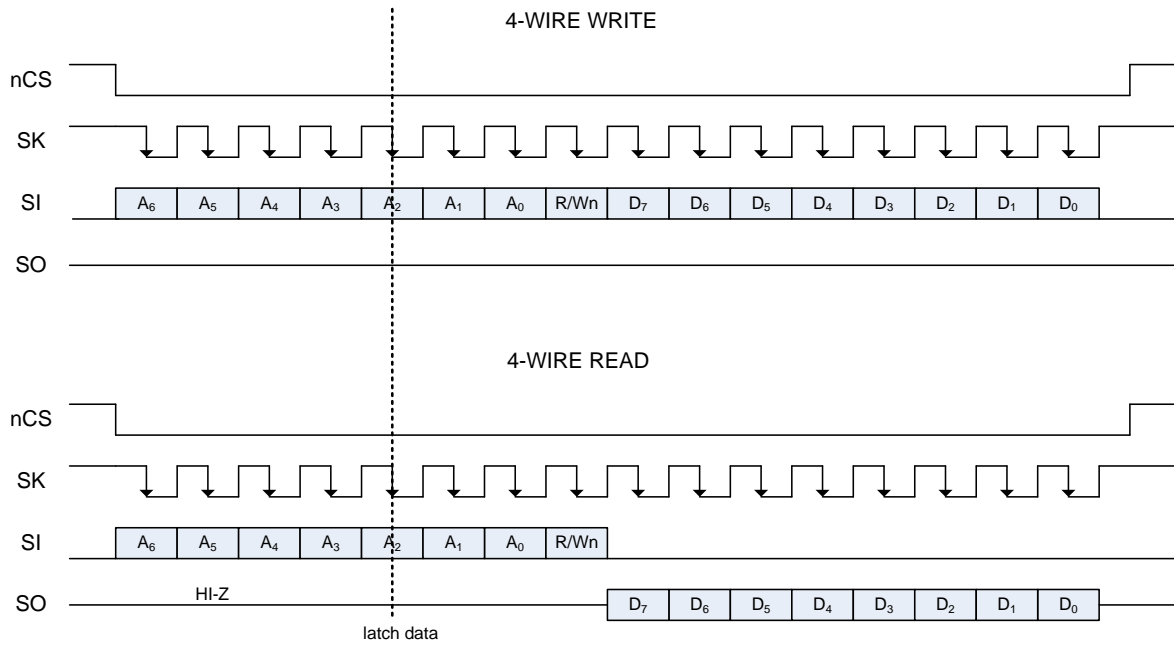 4-WIRE WRITE
nCS
SK
SI A₆ A₅ A₄ A₃ A₂ A₁ A₀ R/Wn D₇ D₆ D₅ D₄ D₃ D₂ D₁ D₀
SO
4-WIRE READ
nCS
SK
SI A₆ A₅ A₄ A₃ A₂ A₁ A₀ R/Wn
SO HI-Z D₇ D₆ D₅ D₄ D₃ D₂ D₁ D₀
latch data